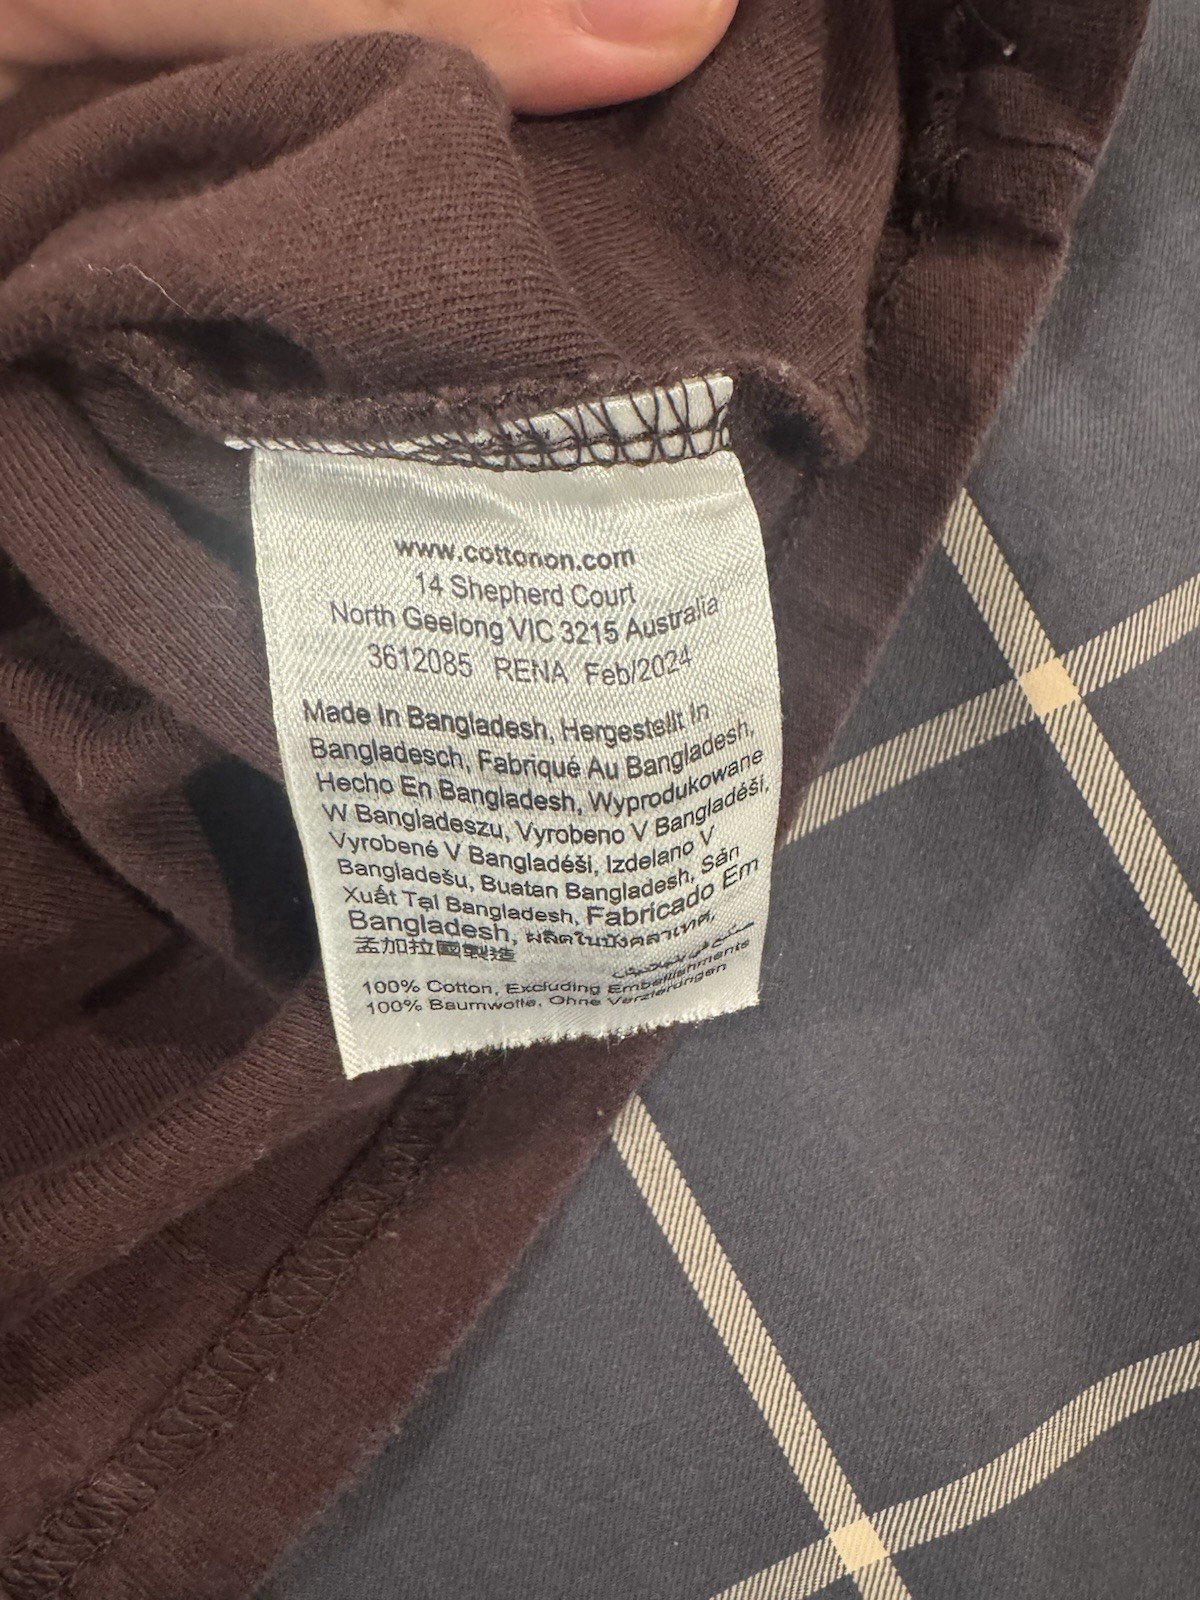 www.cottonon.com
14 Shepherd Court
North Geelong VIC 3215 Australia
3612085 RENA Feb/2024
Made In Bangladesh, Hergestellt In
Bangladesch, Fabriqué Au Bangladesh,
Hecho En Bangladesh, Wyprodukowane
W Bangladeszu, Vyrobeno V Bangladéši,
Vyrobené V Bangladéši, Izdelano V
Bangladešu, Buatan Bangladesh, Sản
Xuất Tại Bangladesh, Fabricado Em
Bangladesh, ผลิตในบังคลาเทศ,
孟加拉國製造
100% Cotton, Excluding Embellishments
100% Baumwolle, Ohne Verzierungen